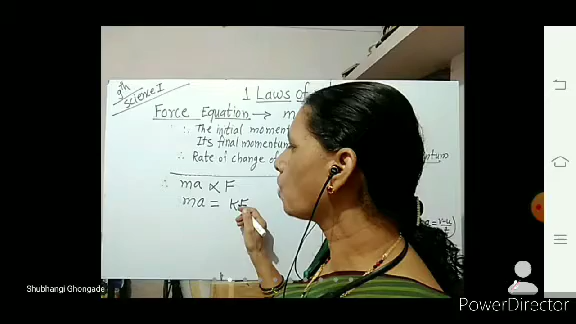 9th
Science I
1 Laws of
Force Equation → m
∴ The initial moment
Its final momentum
∴ Rate of change of
∴ ma ∝ F
ma = kF
Shubhangi Ghongade
PowerDirector